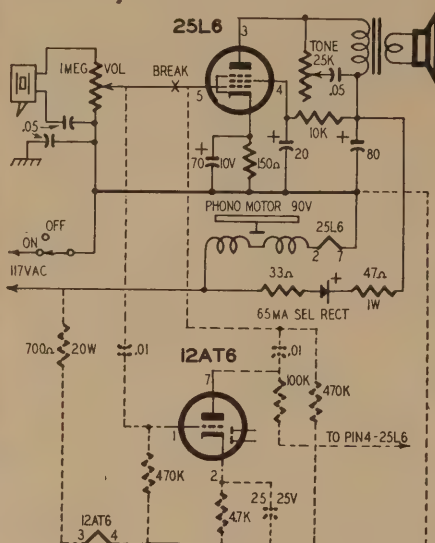 25L6
3
TONE
25K
1MEG
VOL
BREAK
5
4
.05
.05
10K
+
+
+
70
10V
150Ω
20
80
PHONO MOTOR 90V
OFF
25L6
ON
2
7
117VAC
33Ω
+
47Ω
1W
65MA SEL RECT
700Ω
20W
.01
12AT6
.01
7
100K
470K
TO PIN4-25L6
1
470K
2
25
25V
4.7K
12AT6
3
4